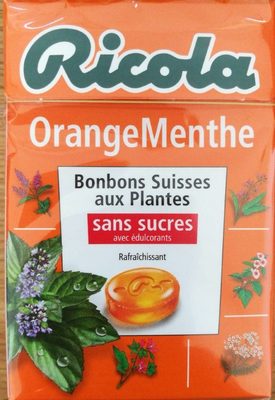 Ricola
OrangeMenthe
Bonbons Suisses
aux Plantes
sans sucres
avec édulcorants
Rafraîchissant